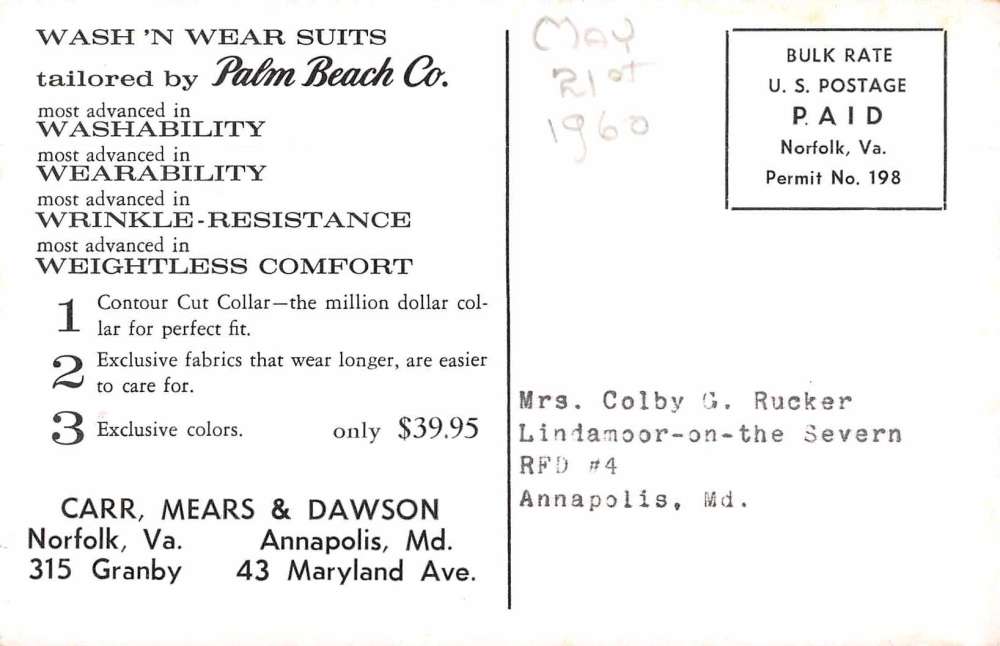 WASH 'N WEAR SUITS
tailored by Palm Beach Co.
most advanced in
WASHABILITY
most advanced in
WEARABILITY
most advanced in
WRINKLE-RESISTANCE
most advanced in
WEIGHTLESS COMFORT
1 Contour Cut Collar—the million dollar col-
lar for perfect fit.
2 Exclusive fabrics that wear longer, are easier
to care for.
3 Exclusive colors. only $39.95
CARR, MEARS & DAWSON
Norfolk, Va. Annapolis, Md.
315 Granby 43 Maryland Ave.
May
21st
1960
BULK RATE
U. S. POSTAGE
PAID
Norfolk, Va.
Permit No. 198
Mrs. Colby G. Rucker
Lindamoor-on-the Severn
RFD #4
Annapolis, Md.